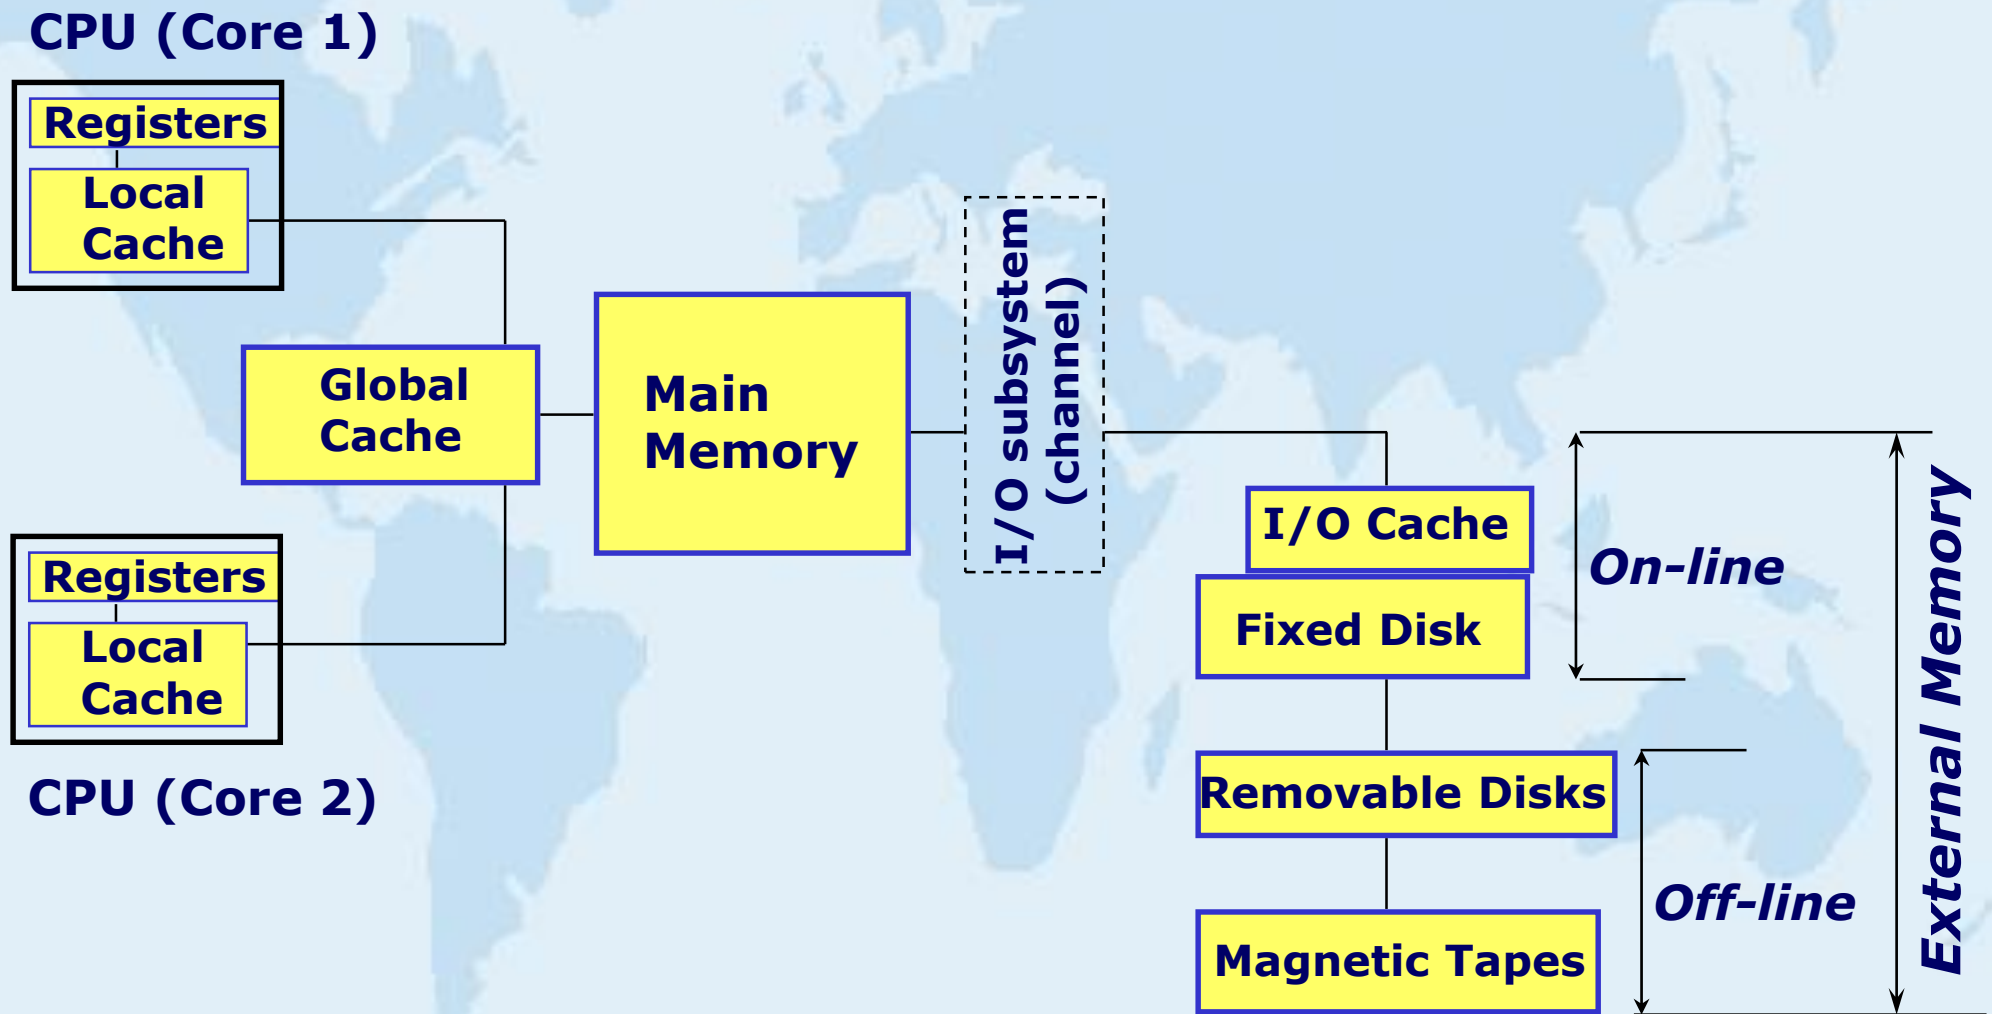 CPU (Core 1)
Registers
Local
Cache
Global
Cache
Registers
Local
Cache
CPU (Core 2)
Main
Memory
I/O subsystem
(channel)
I/O Cache
Fixed Disk
Removable Disks
Magnetic Tapes
On-line
Off-line
External Memory